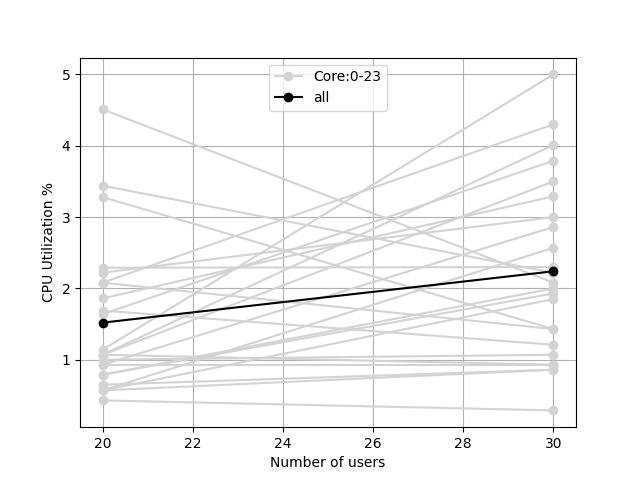 5
4
3
2
1
CPU Utilization %
Core:0-23
all
20
22
24
26
28
30
Number of users